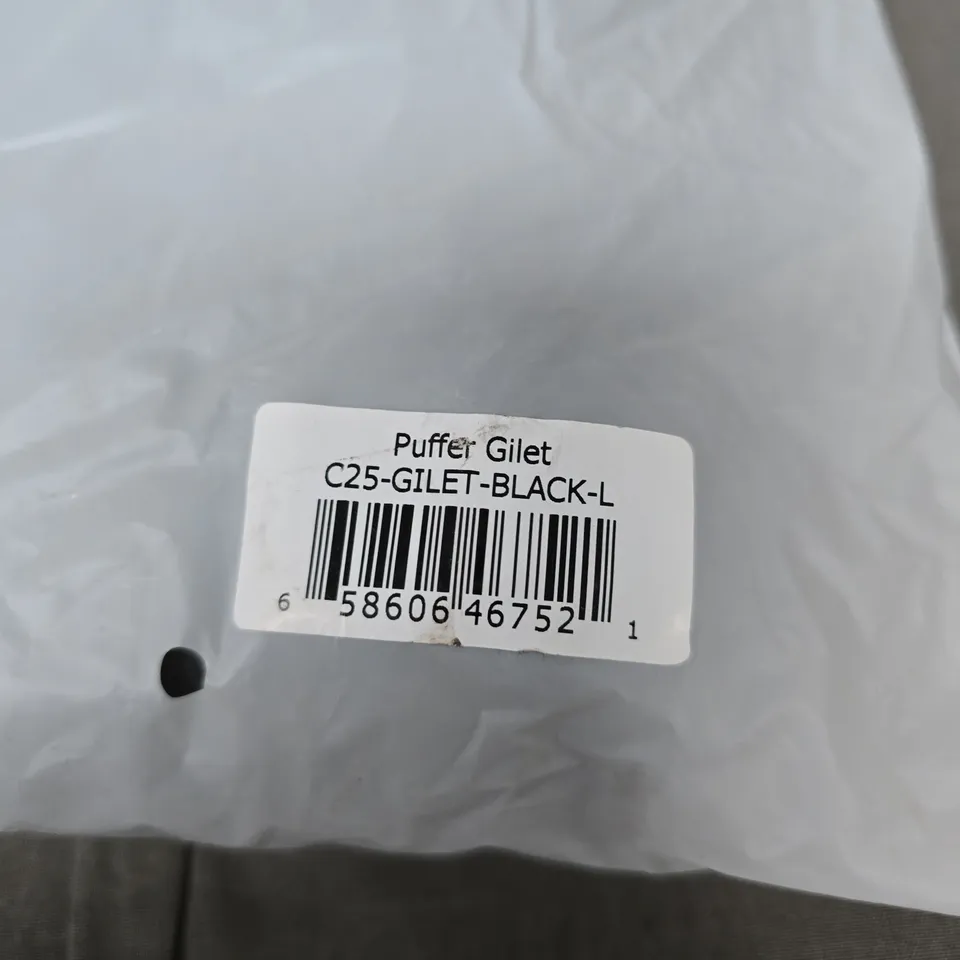 Puffer Gilet
C25-GILET-BLACK-L
6 58606 46752 1